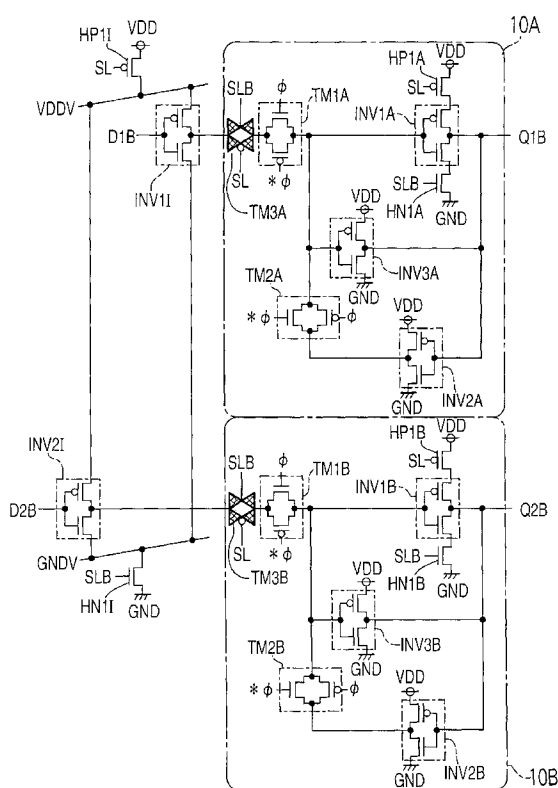 10A
HP1I
VDD
SL
VDDV
D1B
INV1I
SLB
φ
TM1A
SL
*φ
TM3A
HP1A
VDD
SL
INV1A
Q1B
SLB
HN1A
GND
VDD
INV3A
GND
TM2A
*φ
φ
VDD
GND
INV2A
INV2I
D2B
GNDV
SLB
HN1I
GND
SLB
φ
TM1B
SL
*φ
TM3B
HP1B
VDD
SL
INV1B
Q2B
SLB
HN1B
GND
VDD
INV3B
GND
TM2B
*φ
φ
VDD
GND
INV2B
10B